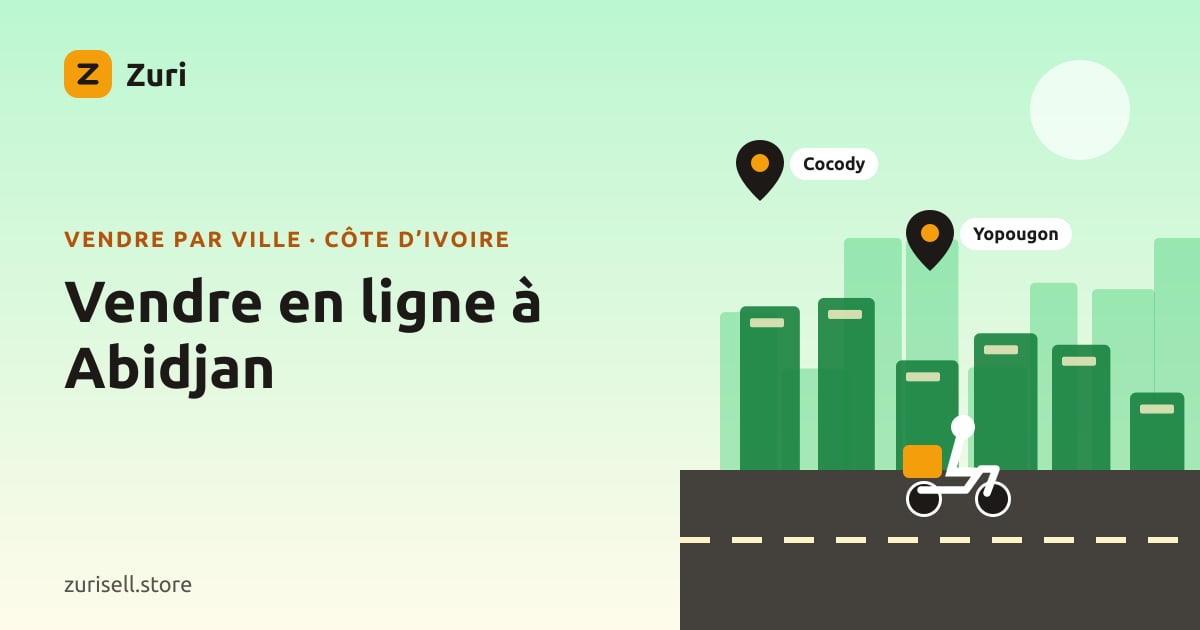 Z Zuri
Cocody
Yopougon
VENDRE PAR VILLE · CÔTE D’IVOIRE
Vendre en ligne à
Abidjan
zurisell.store